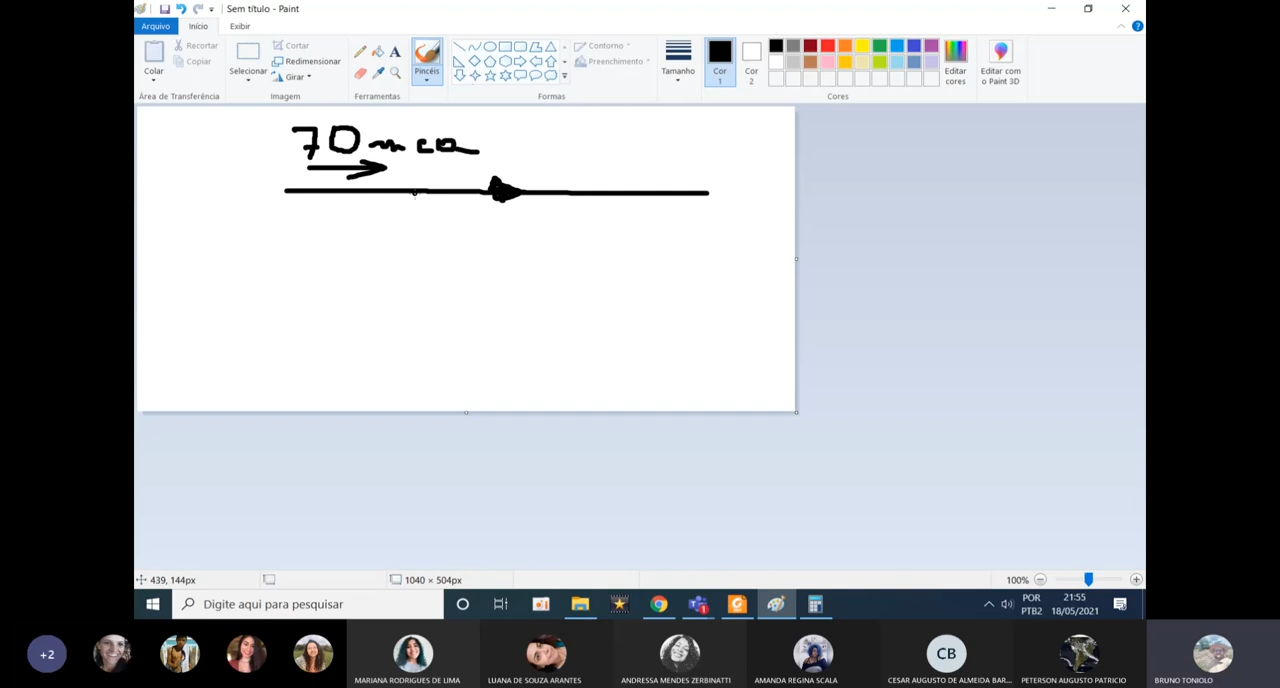 Sem título - Paint
Arquivo
Início
Exibir
Colar
Recortar
Copiar
Área de Transferência
Selecionar
Cortar
Redimensionar
Girar
Imagem
A
Ferramentas
Pincéis
Contorno
Preenchimento
Formas
Tamanho
Cor
1
Cor
2
Cores
Editar
cores
Editar com
o Paint 3D
70 mca
439, 144px
1040 × 504px
100%
Digite aqui para pesquisar
1
POR
PTB2
21:55
18/05/2021
+2
MARIANA RODRIGUES DE LIMA
LUANA DE SOUZA ARANTES
ANDRESSA MENDES ZERBINATTI
AMANDA REGINA SCALA
CB
CESAR AUGUSTO DE ALMEIDA BAR...
PETERSON AUGUSTO PATRICIO
BRUNO TONIOLO